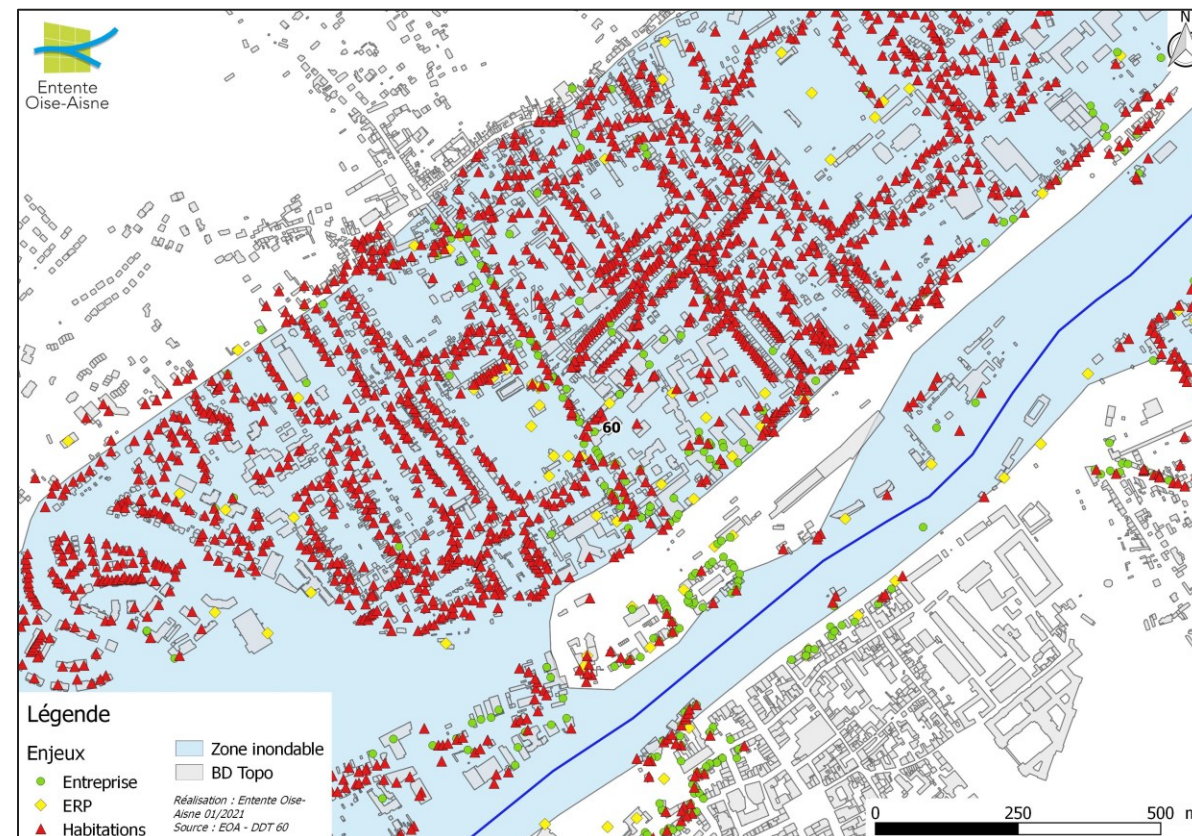 Entente
Oise-Aisne
N
60
Légende
Enjeux
Entreprise
ERP
Habitations
Zone inondable
BD Topo
Réalisation : Entente Oise-
Aisne 01/2021
Source : EOA - DDT 60
0 250 500 m